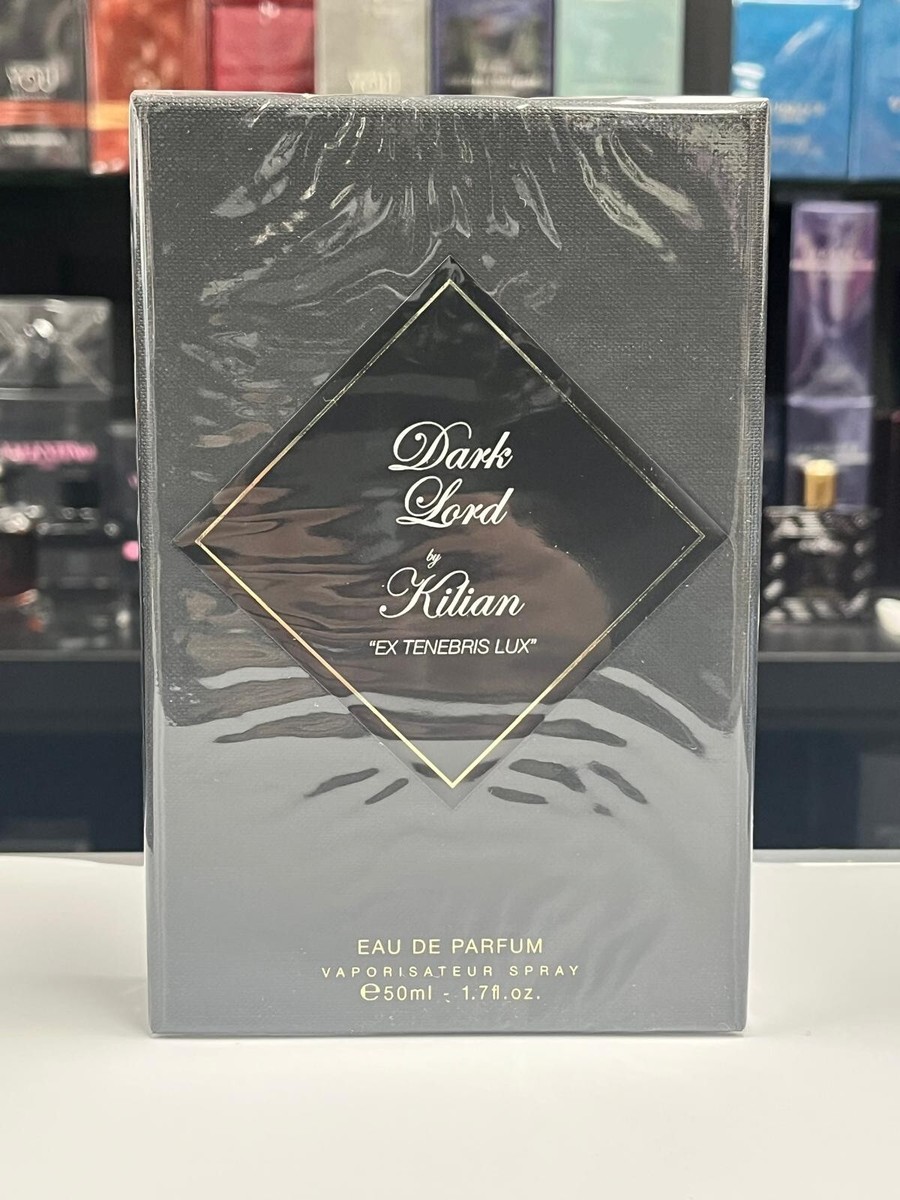 Dark
Lord
by
Kilian
“EX TENEBRIS LUX”
EAU DE PARFUM
VAPORISATEUR SPRAY
℮50ml - 1.7fl.oz.